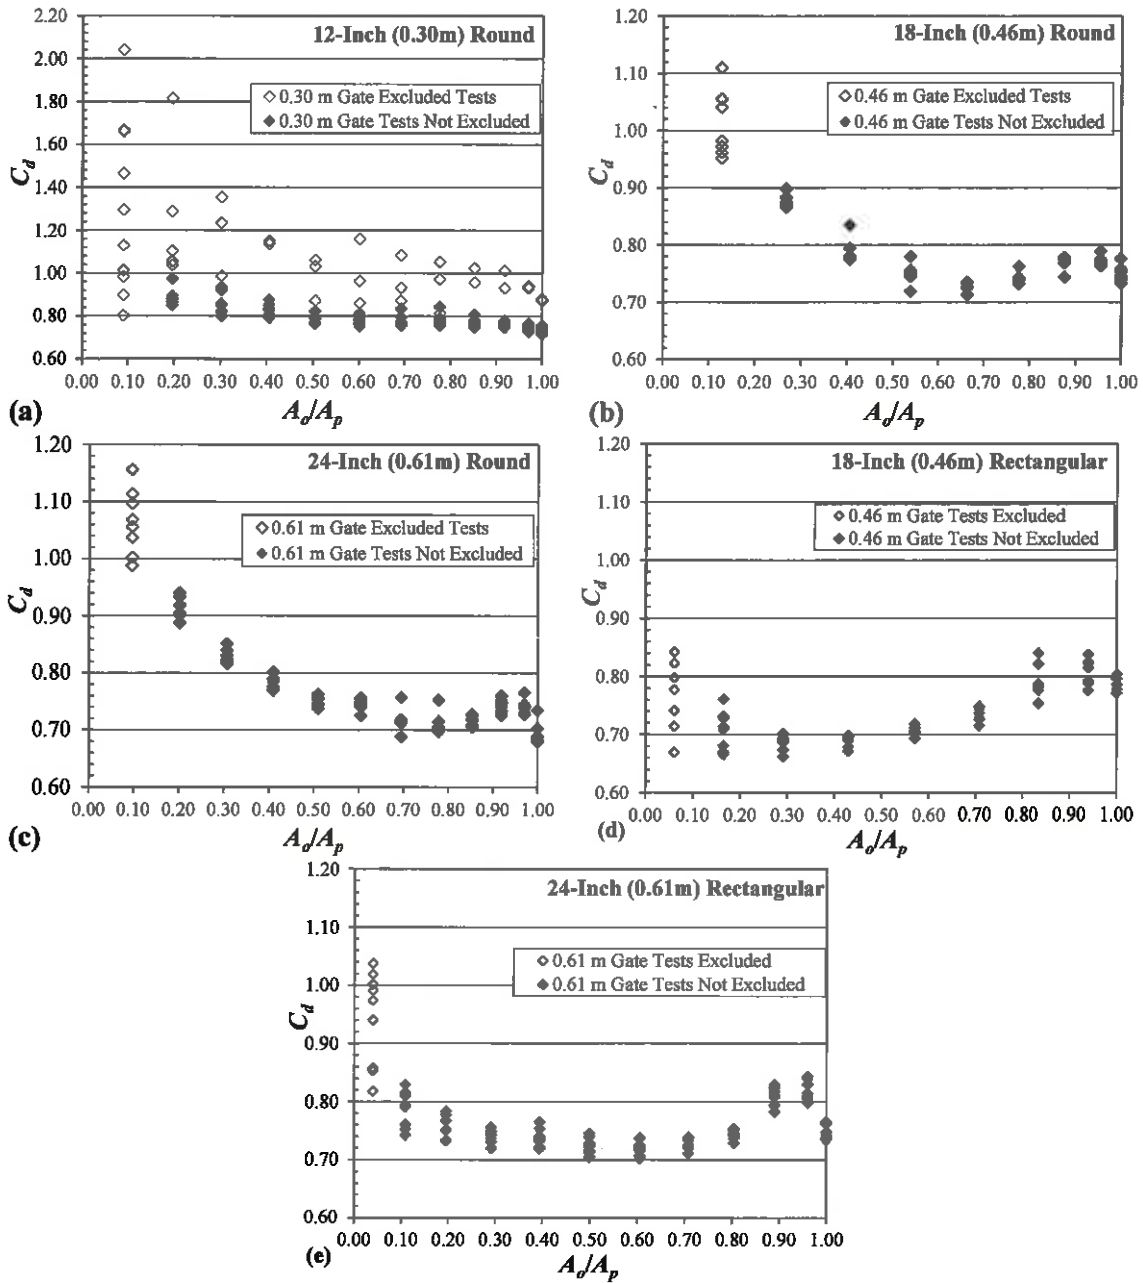 12-Inch (0.30m) Round
0.30 m Gate Excluded Tests
0.30 m Gate Tests Not Excluded
C_d
2.20
2.00
1.80
1.60
1.40
1.20
1.00
0.80
0.60
0.00 0.10 0.20 0.30 0.40 0.50 0.60 0.70 0.80 0.90 1.00
(a)
A_o/A_p
18-Inch (0.46m) Round
0.46 m Gate Excluded Tests
0.46 m Gate Tests Not Excluded
C_d
1.20
1.10
1.00
0.90
0.80
0.70
0.60
0.00 0.10 0.20 0.30 0.40 0.50 0.60 0.70 0.80 0.90 1.00
(b)
A_o/A_p
24-Inch (0.61m) Round
0.61 m Gate Excluded Tests
0.61 m Gate Tests Not Excluded
C_d
1.20
1.10
1.00
0.90
0.80
0.70
0.60
0.00 0.10 0.20 0.30 0.40 0.50 0.60 0.70 0.80 0.90 1.00
(c)
A_o/A_p
18-Inch (0.46m) Rectangular
0.46 m Gate Tests Excluded
0.46 m Gate Tests Not Excluded
C_d
1.20
1.10
1.00
0.90
0.80
0.70
0.60
0.00 0.10 0.20 0.30 0.40 0.50 0.60 0.70 0.80 0.90 1.00
(d)
A_o/A_p
24-Inch (0.61m) Rectangular
0.61 m Gate Tests Excluded
0.61 m Gate Tests Not Excluded
C_d
1.20
1.10
1.00
0.90
0.80
0.70
0.60
0.00 0.10 0.20 0.30 0.40 0.50 0.60 0.70 0.80 0.90 1.00
(e)
A_o/A_p